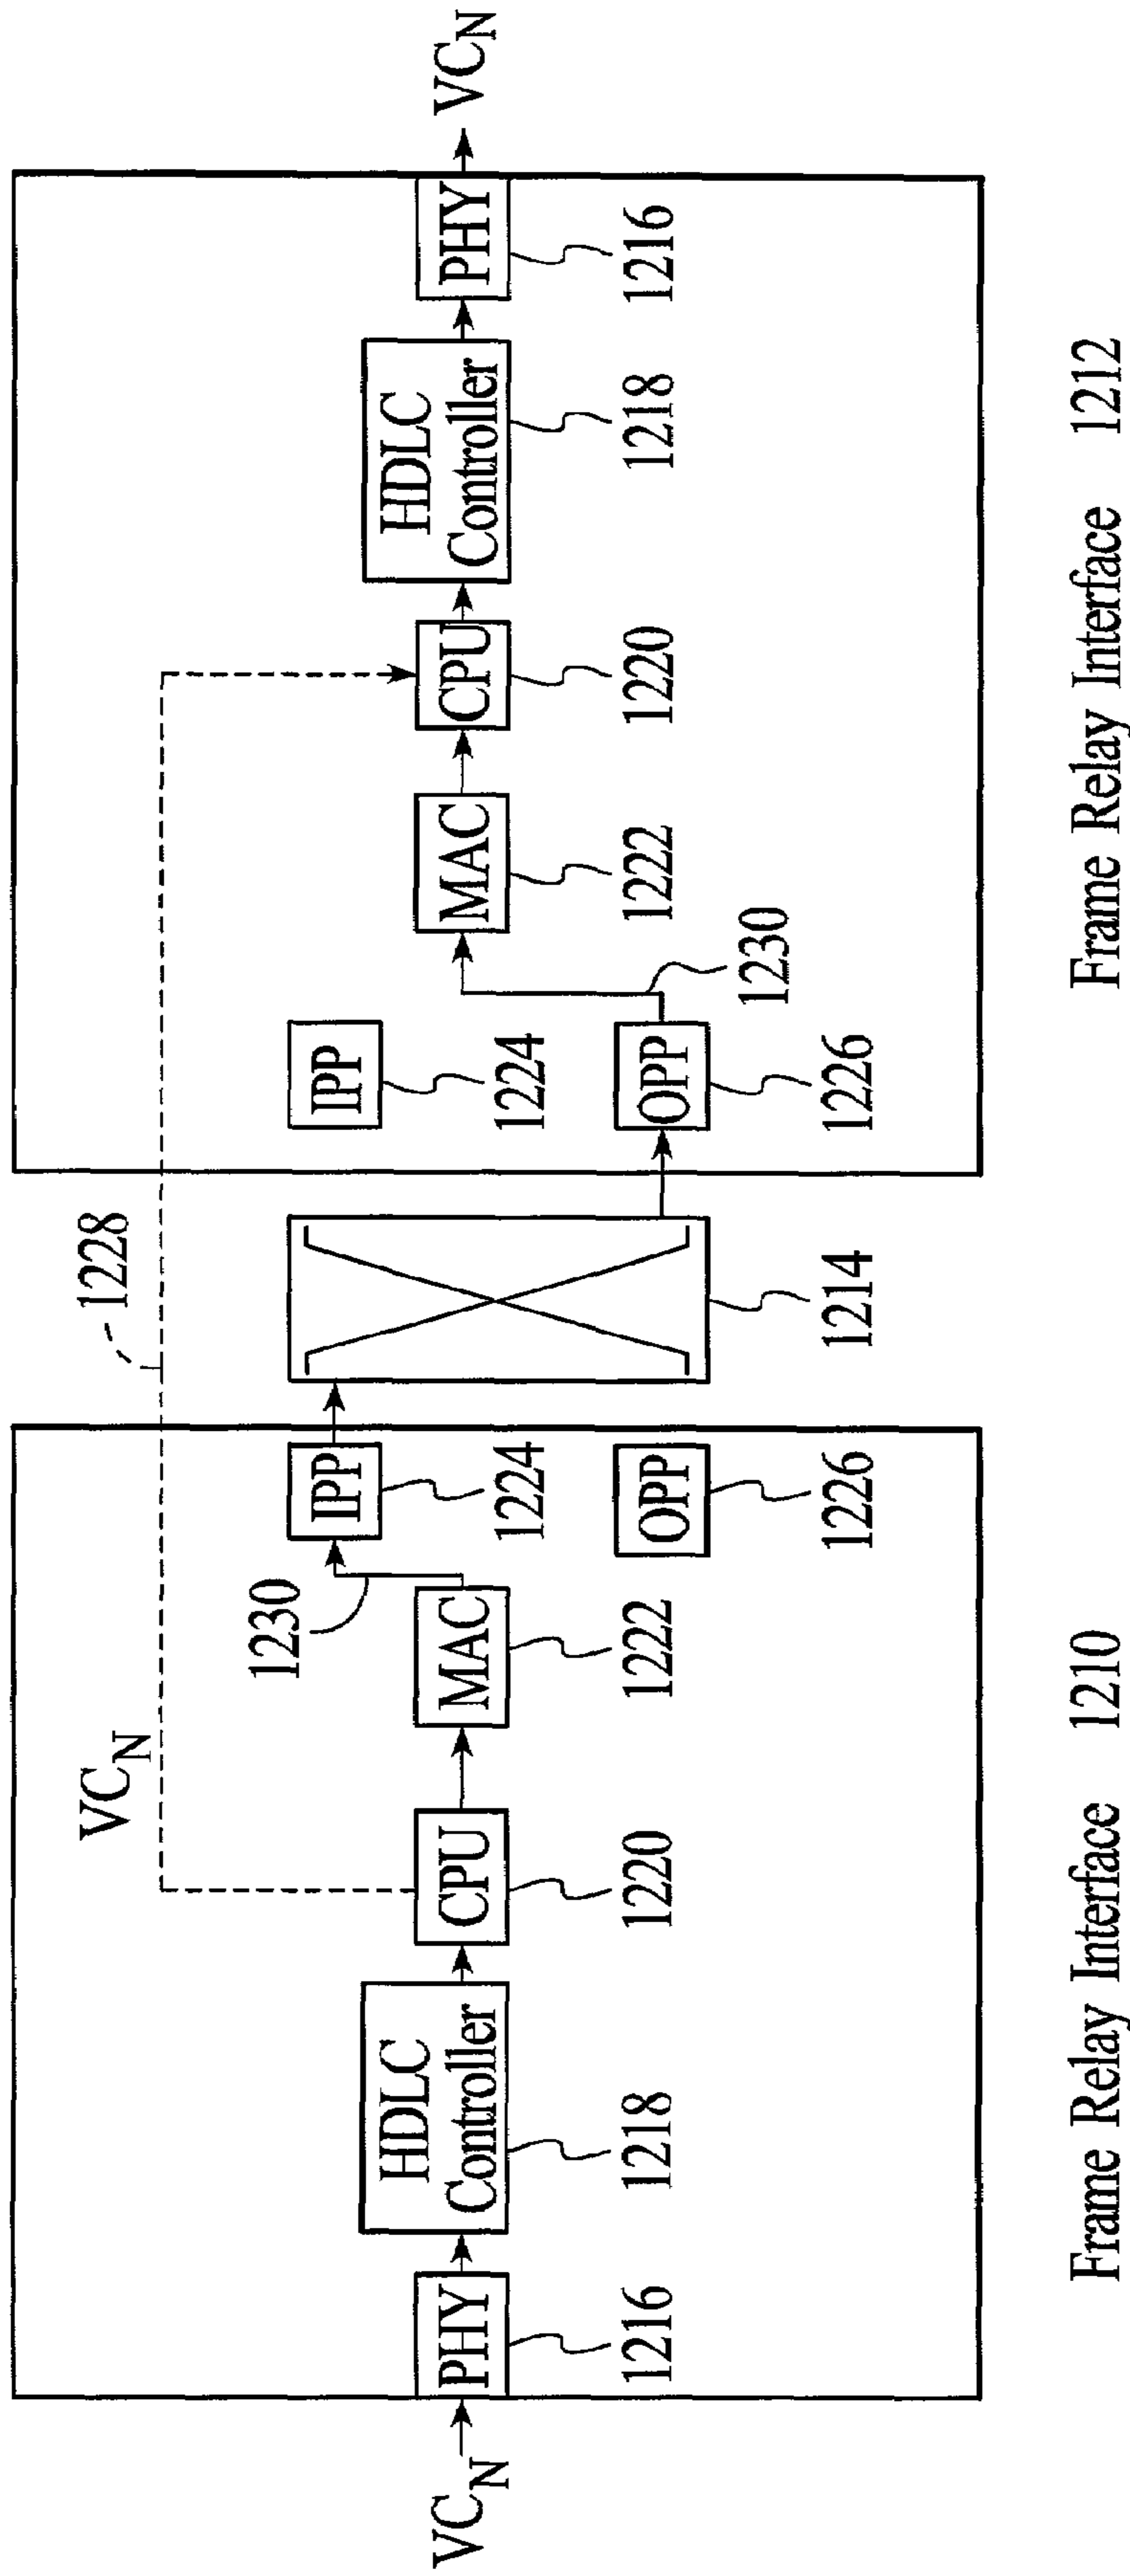 VC_N
1228
VC_N
PHY
1216
HDLC
Controller
1218
CPU
1220
MAC
1222
1230
IPP
1224
OPP
1226
1214
IPP
1224
OPP
1226
1230
MAC
1222
CPU
1220
HDLC
Controller
1218
PHY
1216
VC_N
Frame Relay Interface 1210
Frame Relay Interface 1212